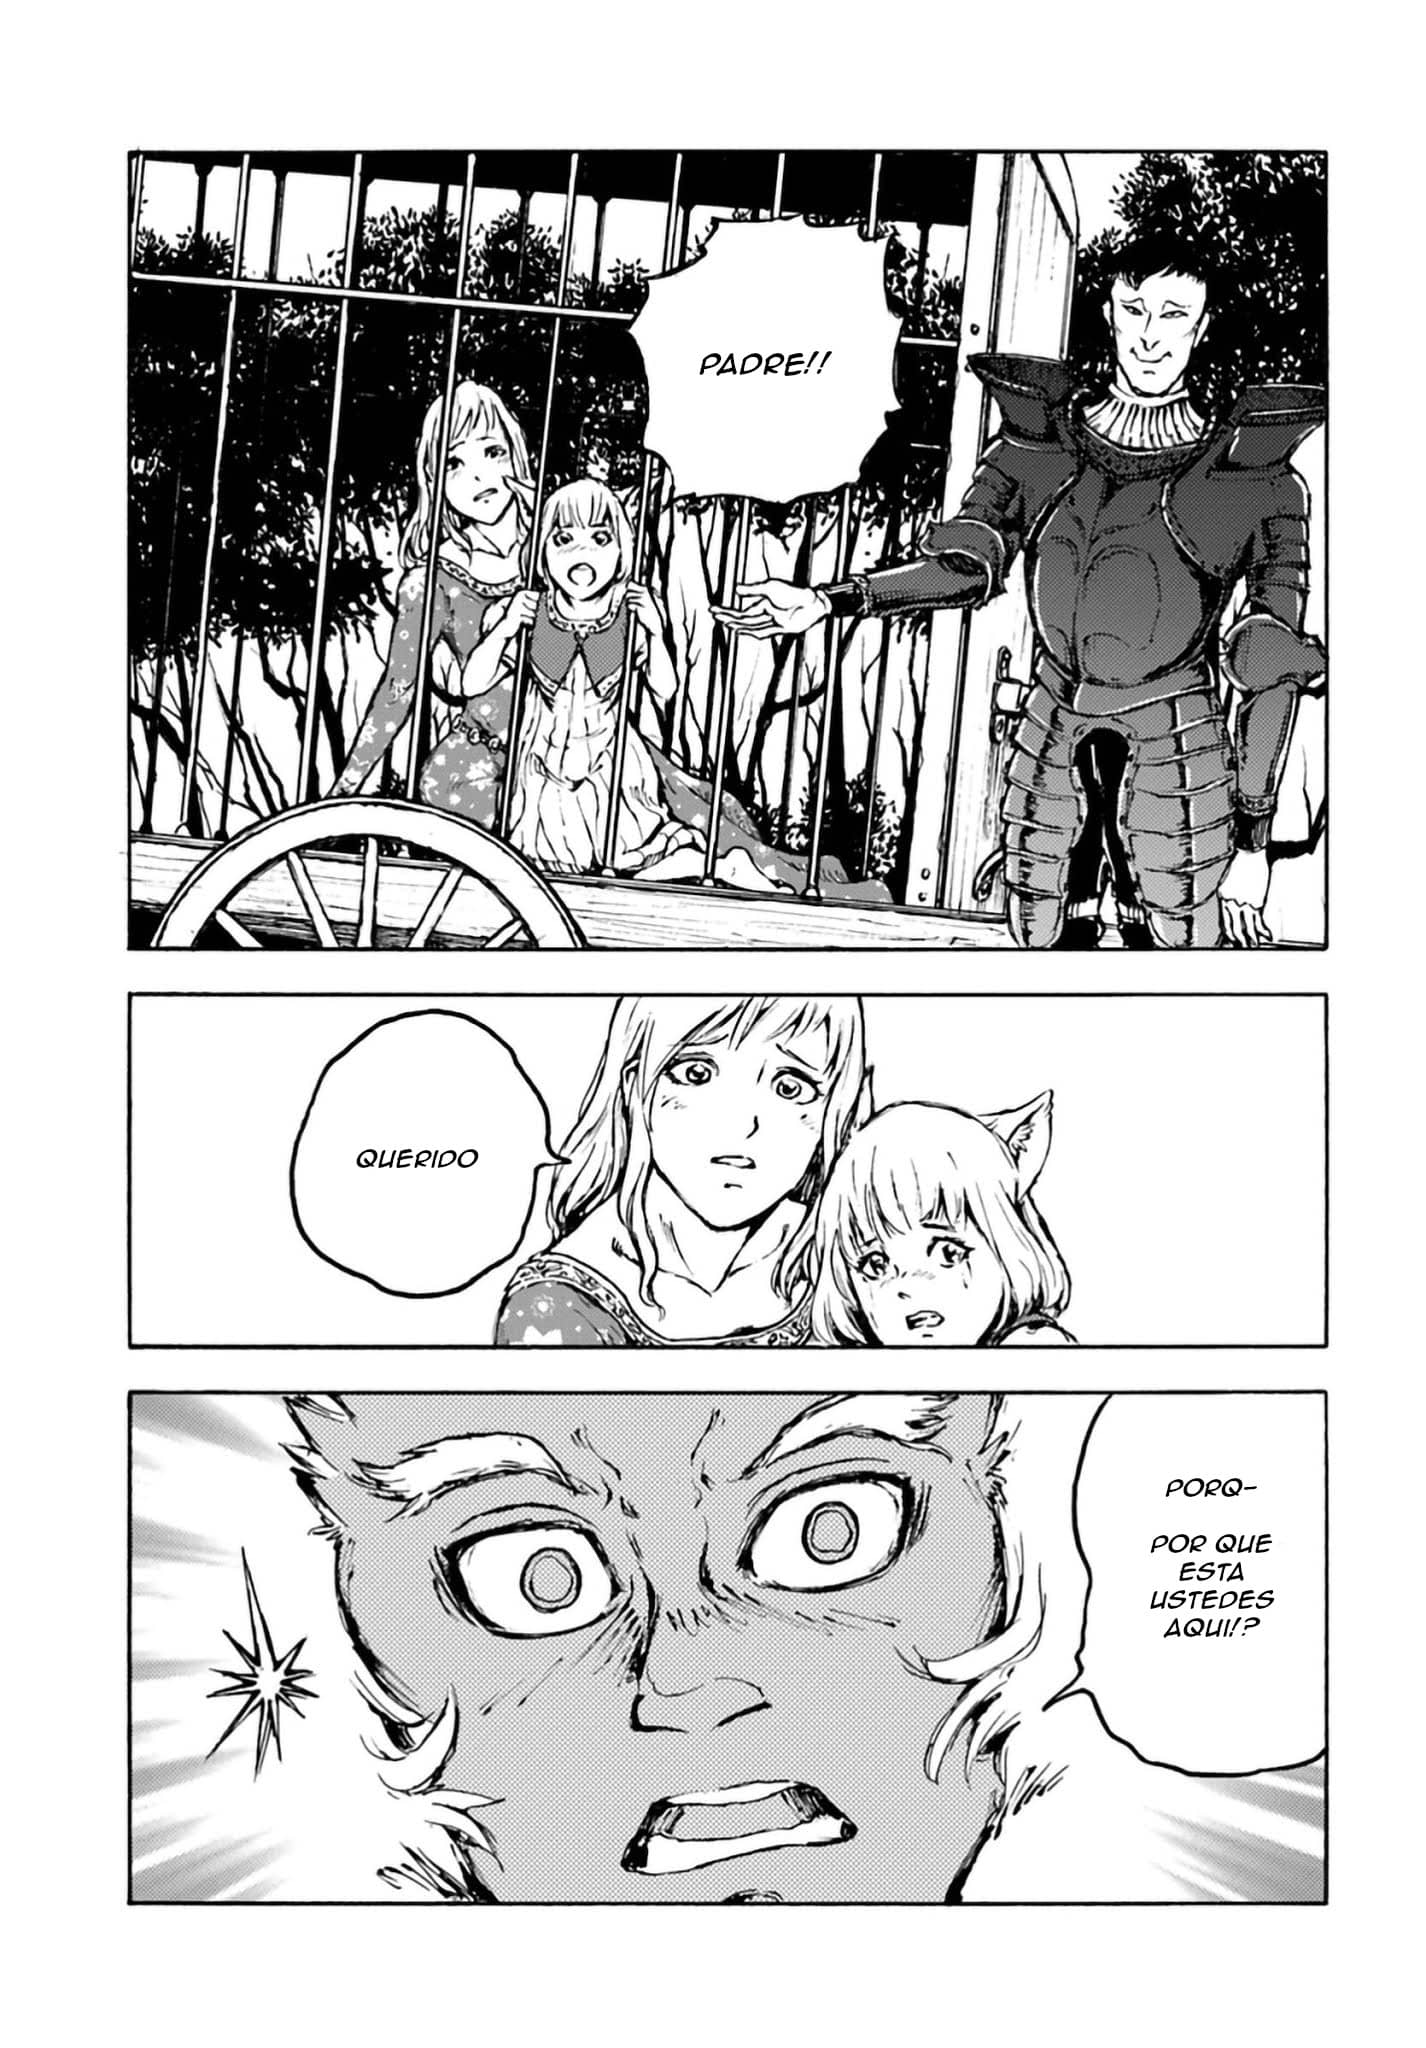 PADRE!!
QUERIDO
PORQ-
POR QUE
ESTA
USTEDES
AQUI!?